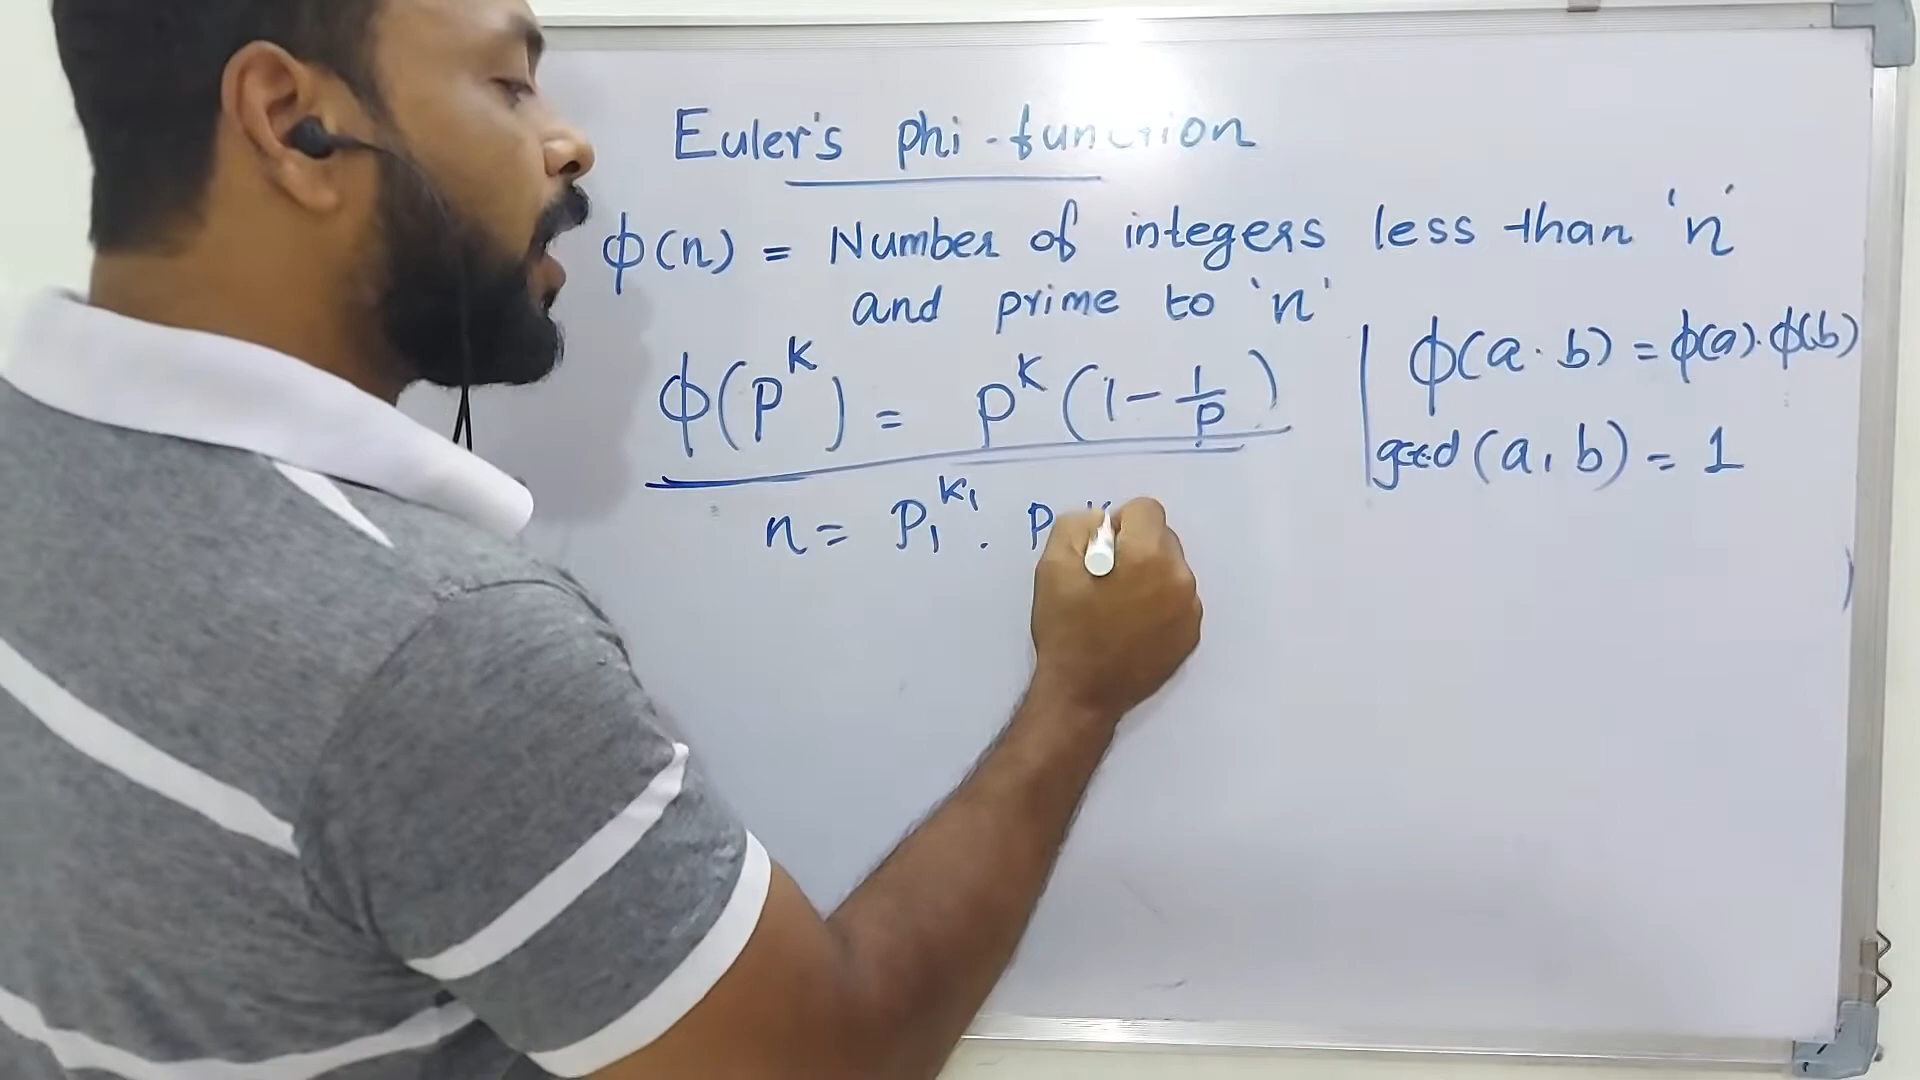 Euler's phi-function
ϕ(n) = Number of integers less than 'n'
and prime to 'n'
ϕ(p^k) = p^k(1-1/p)
ϕ(a·b) = ϕ(a)·ϕ(b)
gcd(a, b) = 1
n = P₁^k₁ · P